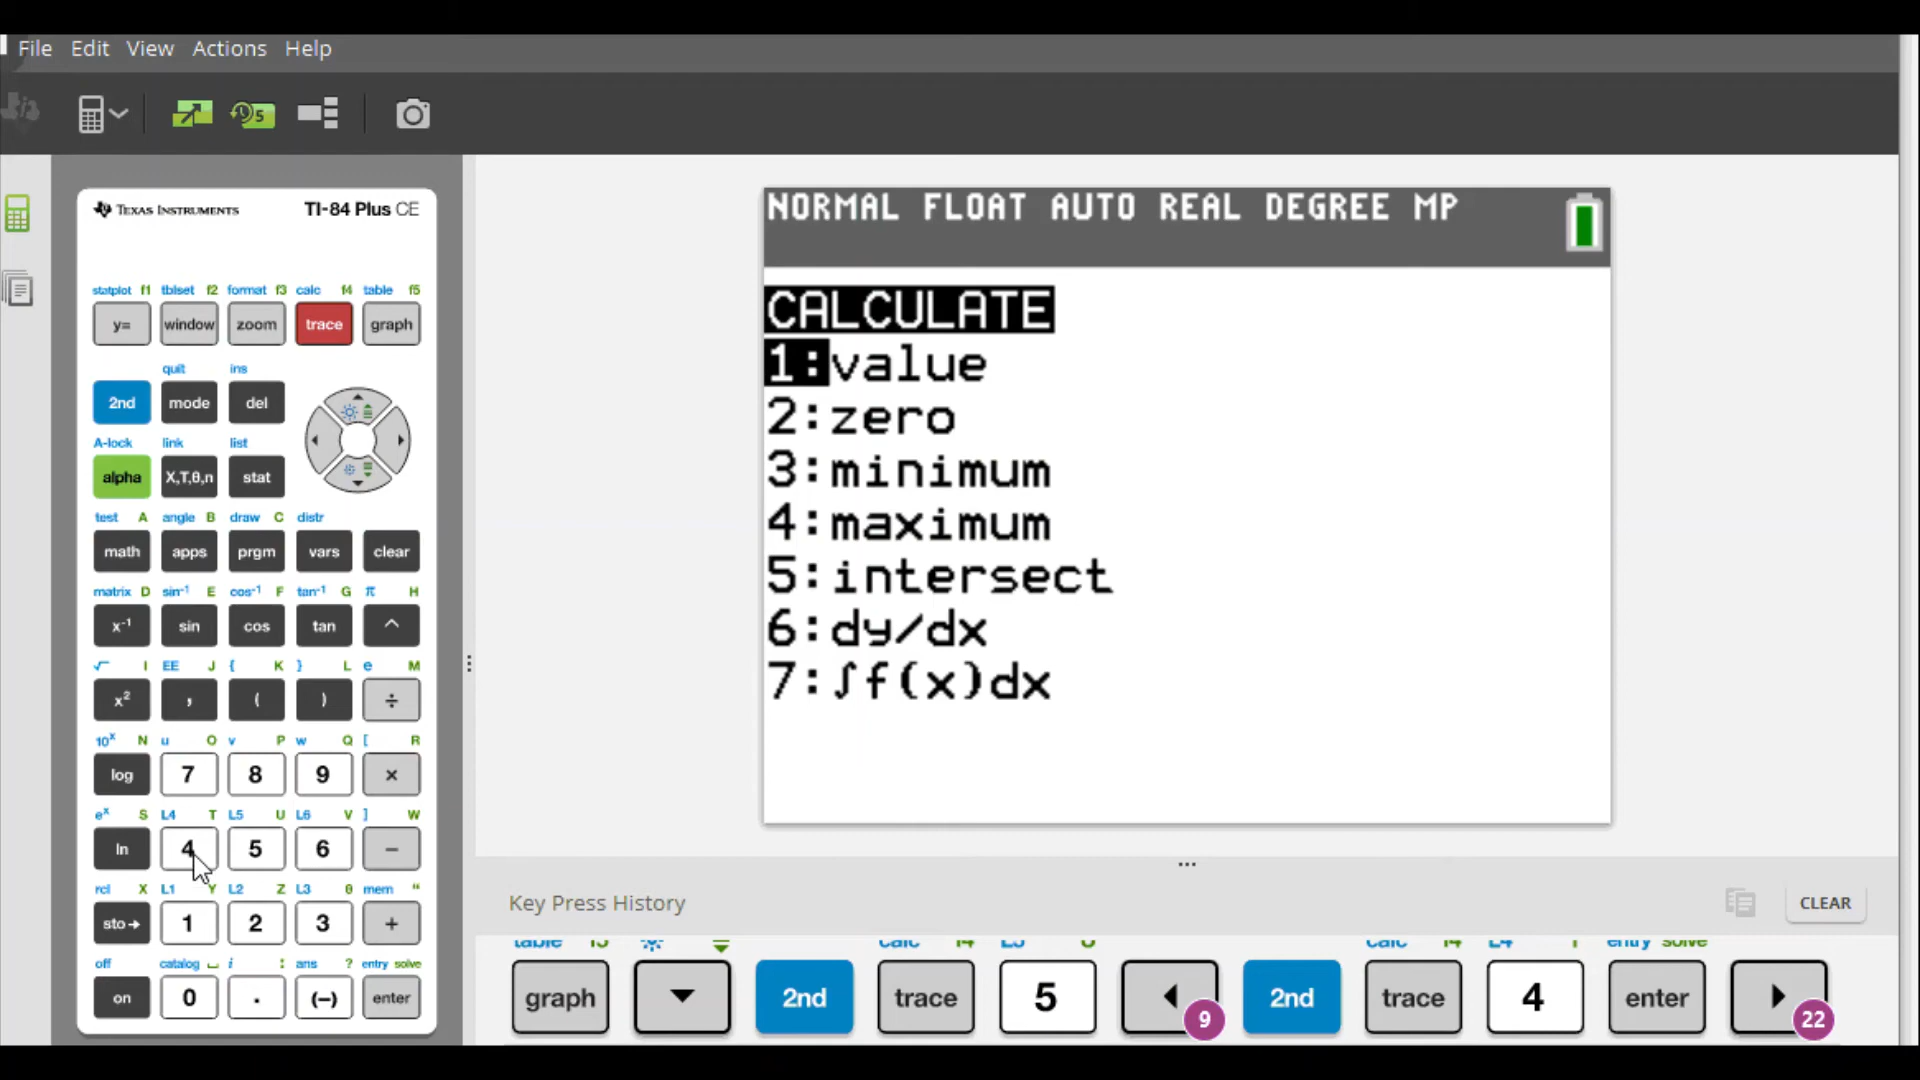 File Edit View Actions Help
TEXAS INSTRUMENTS TI-84 Plus CE
statplot f1 tblset f2 format f3 calc f4 table f5
y= window zoom trace graph
quit ins
2nd mode del
A-lock link list
alpha X,T,θ,n stat
test A angle B draw C distr
math apps prgm vars clear
matrix D sin⁻¹ E cos⁻¹ F tan⁻¹ G π H
x⁻¹ sin cos tan ^
√ I EE J { K } L e M
x² , ( ) ÷
10ˣ N u O v P w Q [ R
log 7 8 9 ×
eˣ S L4 T L5 U L6 V ] W
ln 4 5 6 −
rcl X L1 Y L2 Z L3 θ mem "
sto→ 1 2 3 +
off catalog ⎵ i : ans ? entry solve
on 0 . (−) enter
NORMAL FLOAT AUTO REAL DEGREE MP
CALCULATE
1:value
2:zero
3:minimum
4:maximum
5:intersect
6:dy/dx
7:∫f(x)dx
Key Press History CLEAR
graph 2nd trace 5 9 2nd trace 4 enter 22